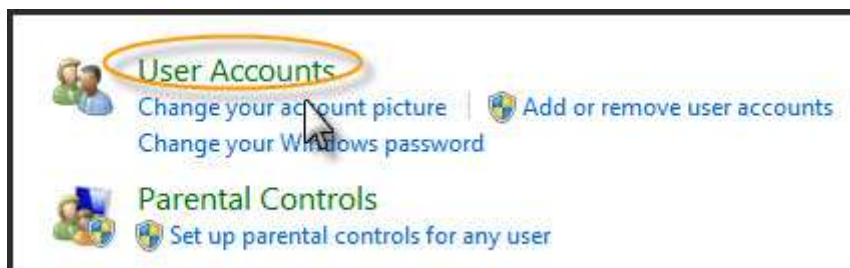 User Accounts
Change your account picture Add or remove user accounts
Change your Windows password
Parental Controls
Set up parental controls for any user